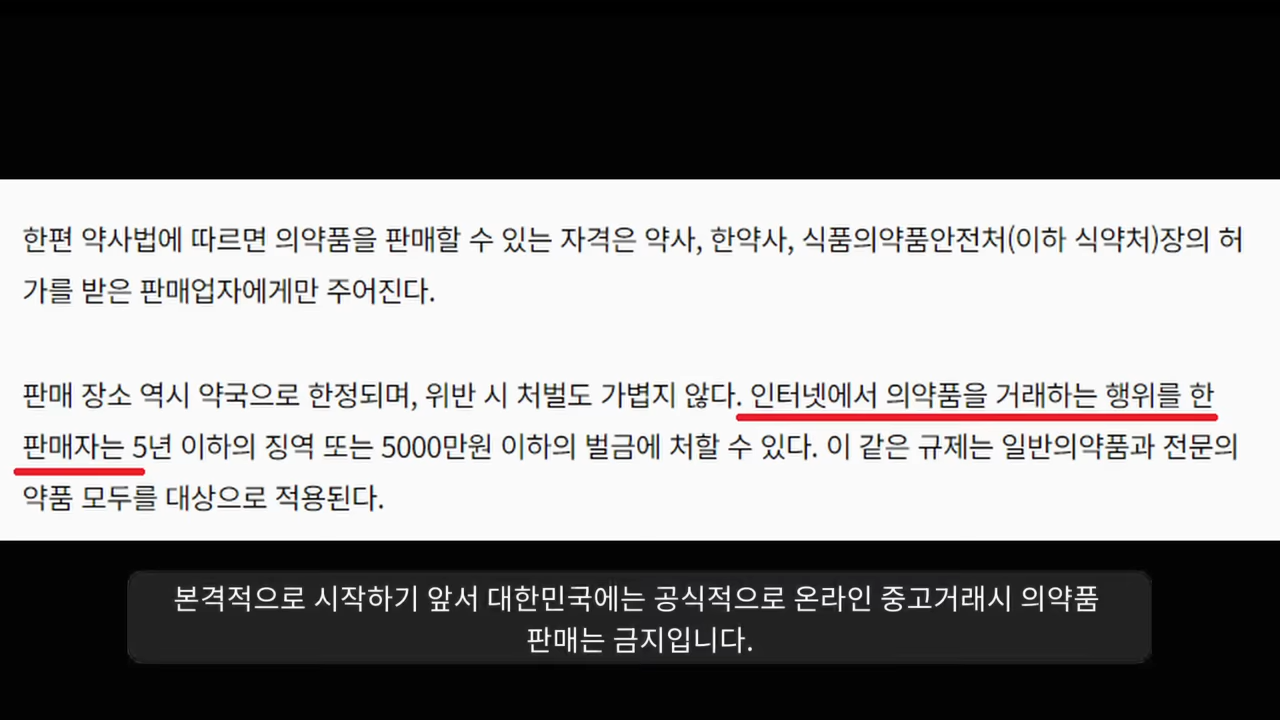 한편 약사법에 따르면 의약품을 판매할 수 있는 자격은 약사, 한약사, 식품의약품안전처(이하 식약처)장의 허
가를 받은 판매업자에게만 주어진다.
판매 장소 역시 약국으로 한정되며, 위반 시 처벌도 가볍지 않다. 인터넷에서 의약품을 거래하는 행위를 한
판매자는 5년 이하의 징역 또는 5000만원 이하의 벌금에 처할 수 있다. 이 같은 규제는 일반의약품과 전문의
약품 모두를 대상으로 적용된다.
본격적으로 시작하기 앞서 대한민국에는 공식적으로 온라인 중고거래시 의약품
판매는 금지입니다.